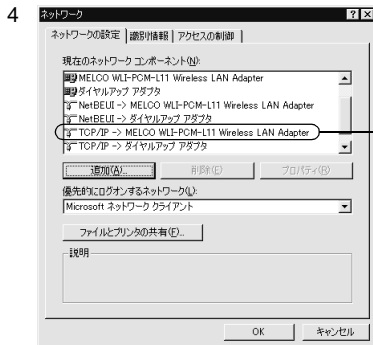 4
ネットワーク
ネットワークの設定 識別情報 アクセスの制御
現在のネットワーク コンポーネント(N):
MELCO WLI-PCM-L11 Wireless LAN Adapter
ダイヤルアップ アダプタ
NetBEUI -> MELCO WLI-PCM-L11 Wireless LAN Adapter
NetBEUI -> ダイヤルアップ アダプタ
TCP/IP -> MELCO WLI-PCM-L11 Wireless LAN Adapter
TCP/IP -> ダイヤルアップ アダプタ
追加(A)... 削除(E) プロパティ(R)
優先的にログオンするネットワーク(L):
Microsoft ネットワーク クライアント
ファイルとプリンタの共有(F)...
説明
OK キャンセル